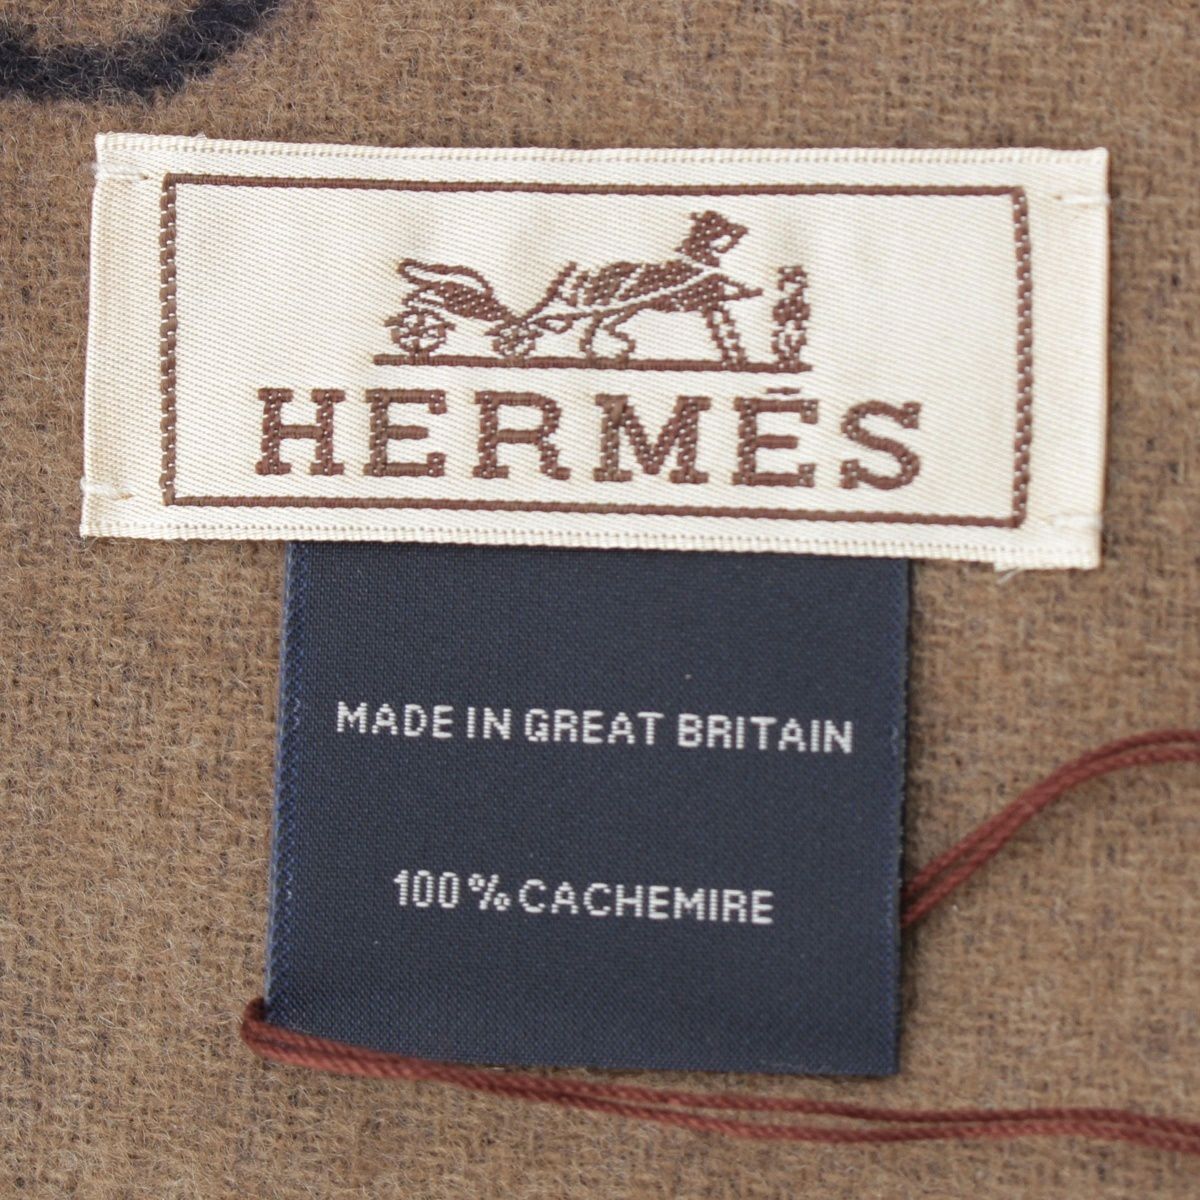 HERMÈS
MADE IN GREAT BRITAIN
100% CACHEMIRE